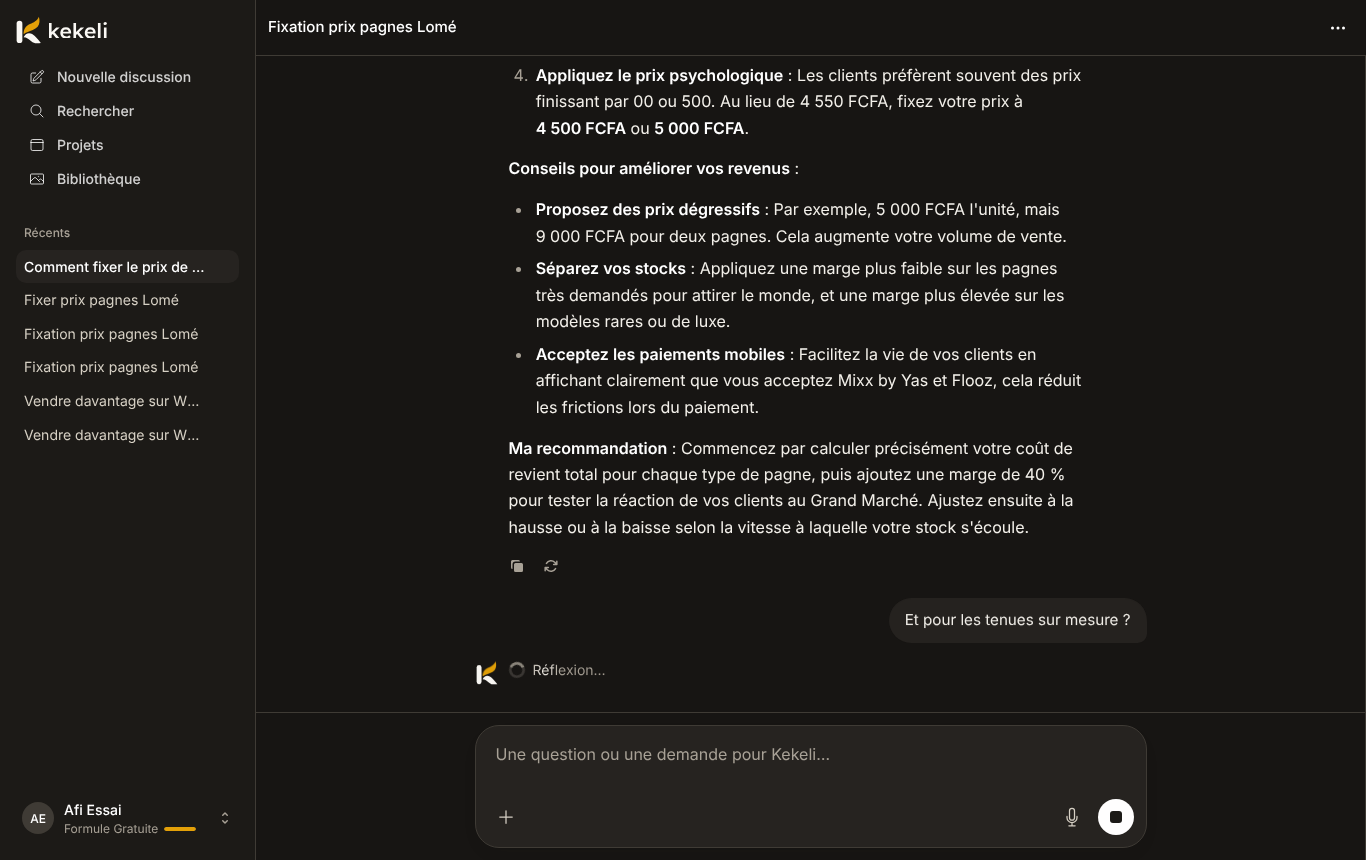 kekeli
Nouvelle discussion
Rechercher
Projets
Bibliothèque
Récents
Comment fixer le prix de ...
Fixer prix pagnes Lomé
Fixation prix pagnes Lomé
Fixation prix pagnes Lomé
Vendre davantage sur W...
Vendre davantage sur W...
AE
Afi Essai
Formule Gratuite
Fixation prix pagnes Lomé
4. Appliquez le prix psychologique : Les clients préfèrent souvent des prix
finissant par 00 ou 500. Au lieu de 4 550 FCFA, fixez votre prix à
4 500 FCFA ou 5 000 FCFA.
Conseils pour améliorer vos revenus :
• Proposez des prix dégressifs : Par exemple, 5 000 FCFA l'unité, mais
9 000 FCFA pour deux pagnes. Cela augmente votre volume de vente.
• Séparez vos stocks : Appliquez une marge plus faible sur les pagnes
très demandés pour attirer le monde, et une marge plus élevée sur les
modèles rares ou de luxe.
• Acceptez les paiements mobiles : Facilitez la vie de vos clients en
affichant clairement que vous acceptez Mixx by Yas et Flooz, cela réduit
les frictions lors du paiement.
Ma recommandation : Commencez par calculer précisément votre coût de
revient total pour chaque type de pagne, puis ajoutez une marge de 40 %
pour tester la réaction de vos clients au Grand Marché. Ajustez ensuite à la
hausse ou à la baisse selon la vitesse à laquelle votre stock s'écoule.
Et pour les tenues sur mesure ?
Réflexion...
Une question ou une demande pour Kekeli...